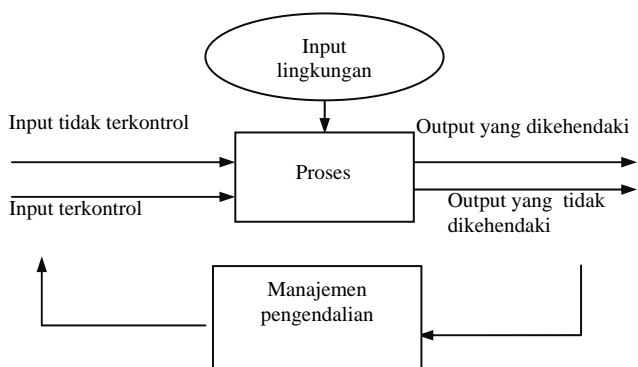 Input
lingkungan
Input tidak terkontrol
Output yang dikehendaki
Proses
Input terkontrol
Output yang  tidak
dikehendaki
Manajemen
pengendalian